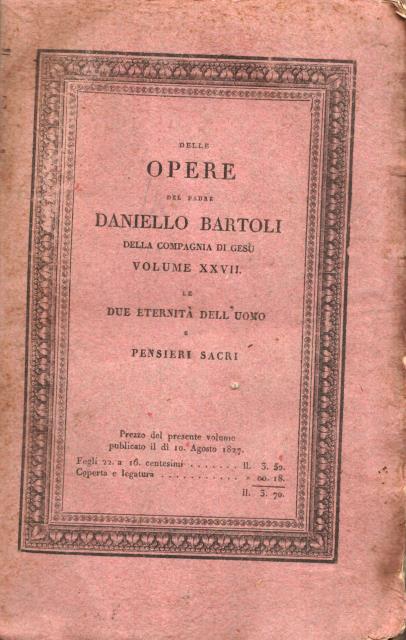 DELLE
OPERE
DEL PADRE
DANIELLO BARTOLI
DELLA COMPAGNIA DI GESÙ
VOLUME XXVII.
LE
DUE ETERNITÀ DELL'UOMO
E
PENSIERI SACRI
Prezzo del presente volume
publicato il dì 10. Agosto 1827.
Fogli 22. a 16. centesimi ....... Il. 3. 52.
Coperta e legatura ........... » 00. 18.
Il. 3. 70.